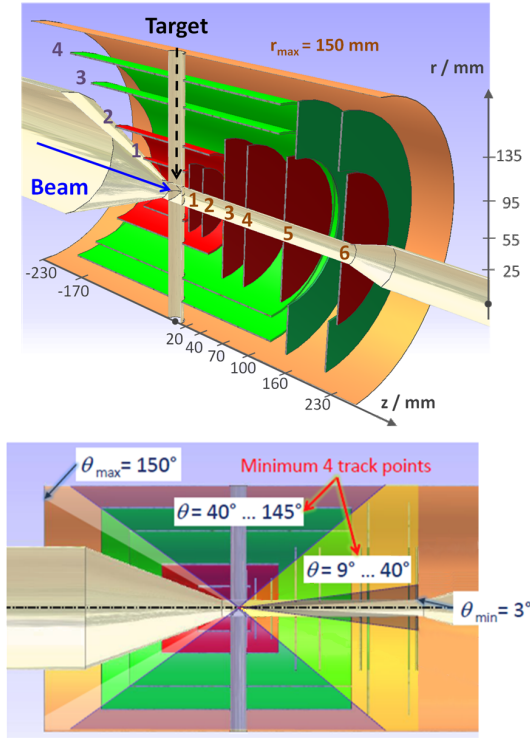 Target
r_max = 150 mm
r / mm
4
3
2
1
Beam
135
95
55
25
1
2
3
4
5
6
-230
-170
20
40
70
100
160
230
z / mm
θ_max = 150°
Minimum 4 track points
θ = 40° ... 145°
θ = 9° ... 40°
θ_min = 3°